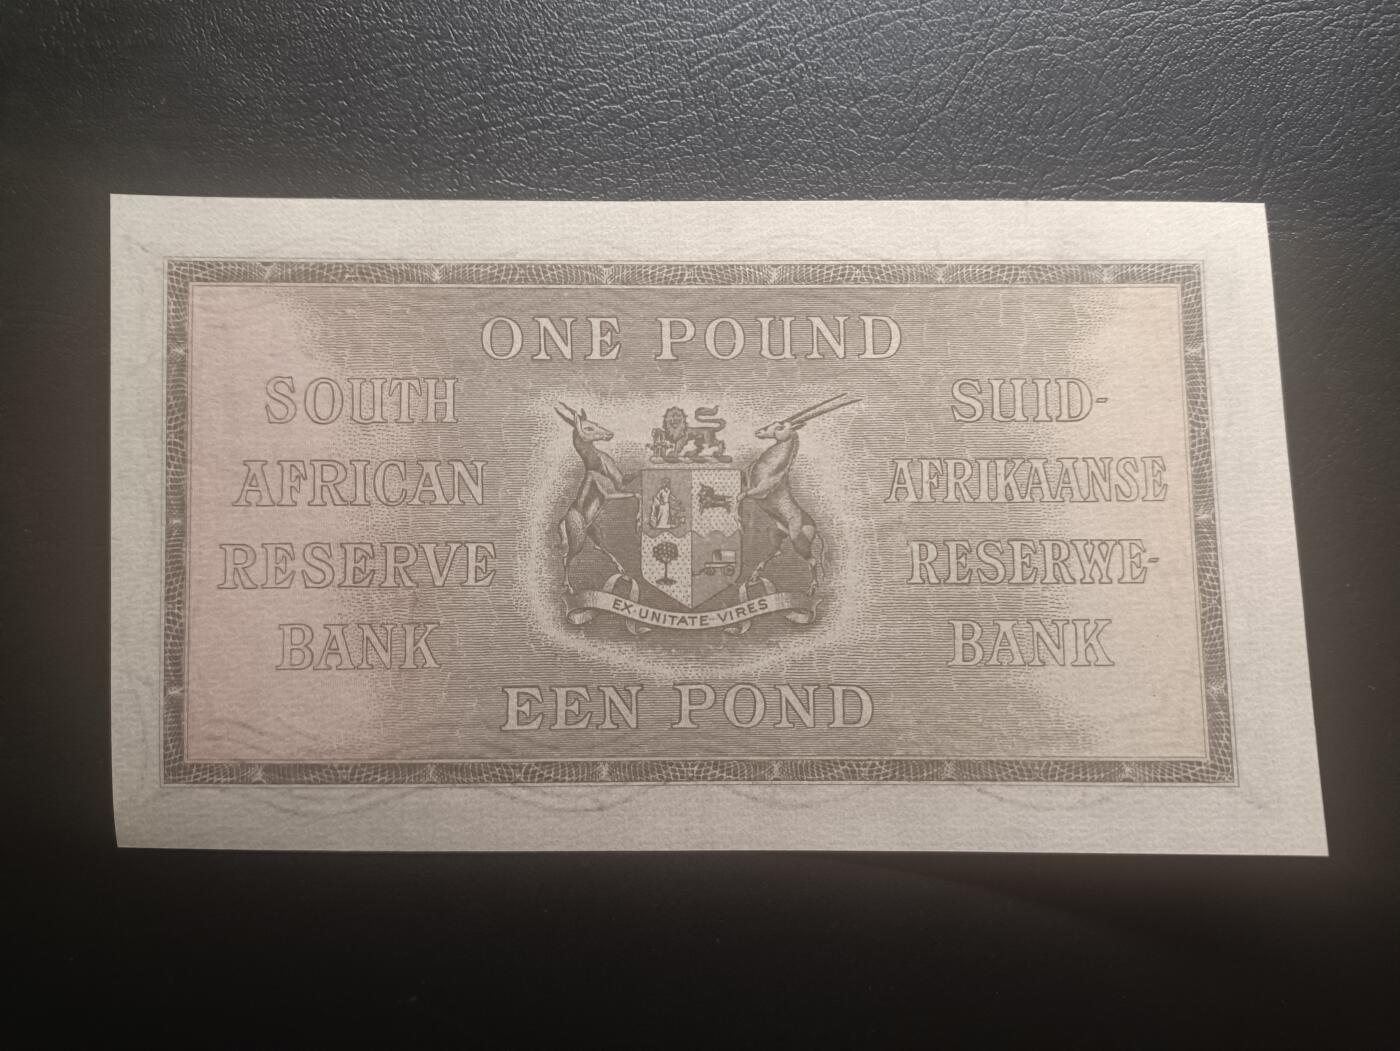 ONE POUND
SOUTH
AFRICAN
RESERVE
BANK
SUID-
AFRIKAANSE
RESERWE-
BANK
EX·UNITATE-VIRES
EEN POND